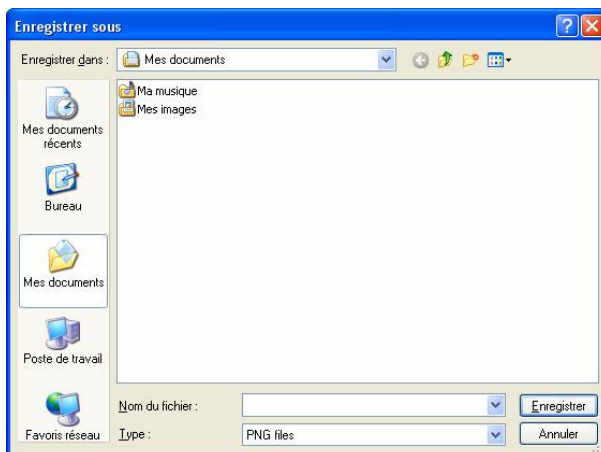 Enregistrer sous
Enregistrer dans :
Mes documents
Ma musique
Mes images
Mes documents
récents
Bureau
Mes documents
Poste de travail
Favoris réseau
Nom du fichier :
Enregistrer
Type :
PNG files
Annuler